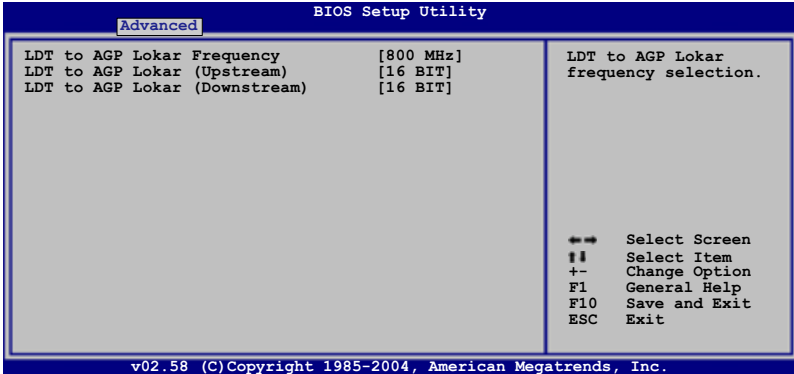 BIOS Setup Utility
Advanced
LDT to AGP Lokar Frequency [800 MHz]
LDT to AGP Lokar (Upstream) [16 BIT]
LDT to AGP Lokar (Downstream) [16 BIT]
LDT to AGP Lokar
frequency selection.
←→ Select Screen
↑↓ Select Item
+- Change Option
F1 General Help
F10 Save and Exit
ESC Exit
v02.58 (C)Copyright 1985-2004, American Megatrends, Inc.